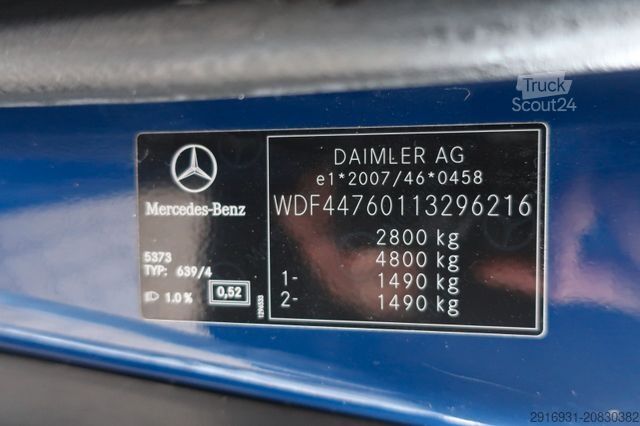 Truck
Scout24
DAIMLER AG
e1*2007/46*0458
WDF44760113296216
2800 kg
4800 kg
1- 1490 kg
2- 1490 kg
Mercedes-Benz
5373
TYP: 639/4
1.0 %
0,52
1296533
2916931-20830382